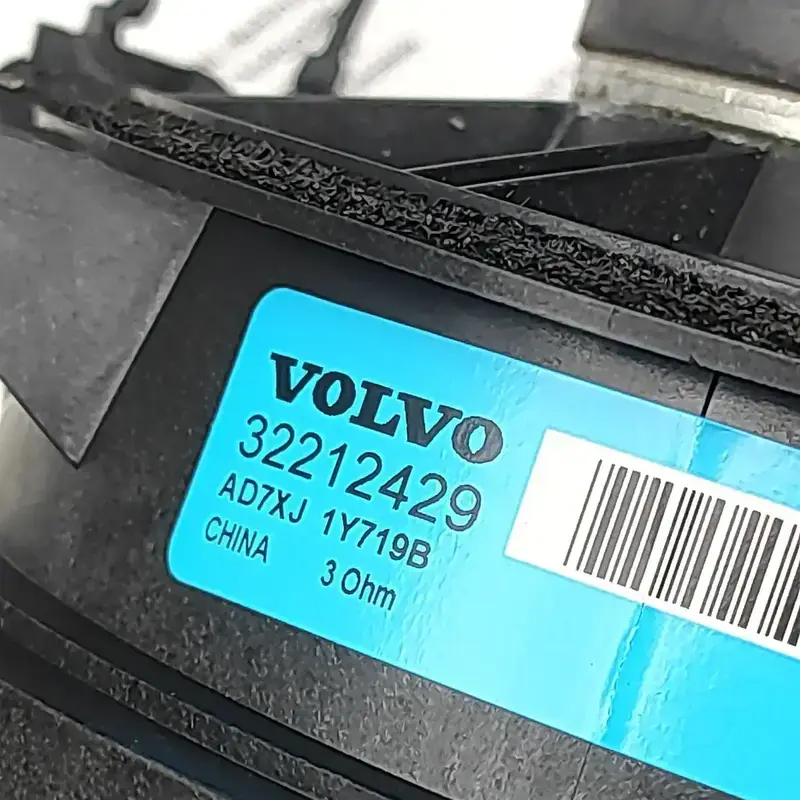 VOLVO
32212429
AD7XJ 1Y719B
CHINA 3 Ohm